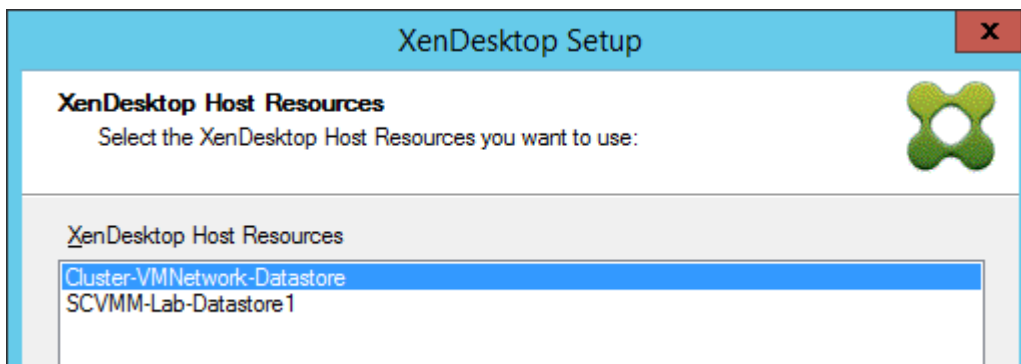 XenDesktop Setup
x
XenDesktop Host Resources
Select the XenDesktop Host Resources you want to use:
XenDesktop Host Resources
Cluster-VMNetwork-Datastore
SCVMM-Lab-Datastore1